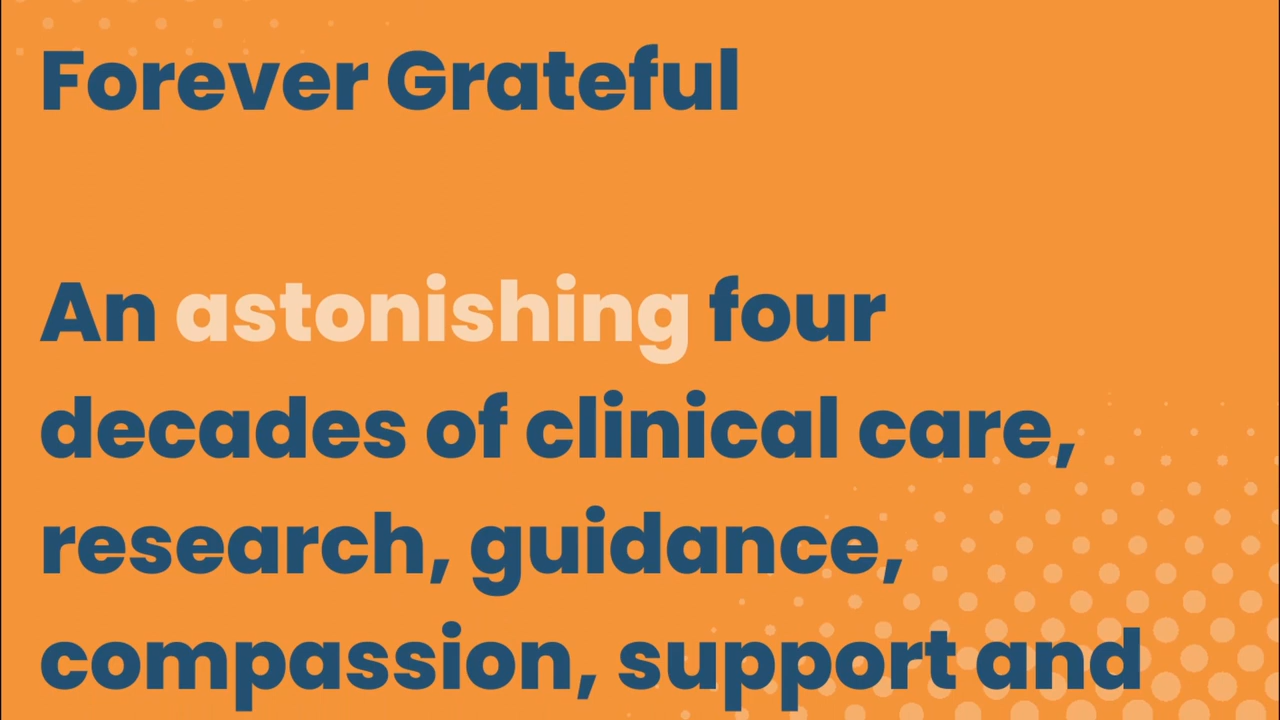 Forever Grateful
An astonishing four
decades of clinical care,
research, guidance,
compassion, support and